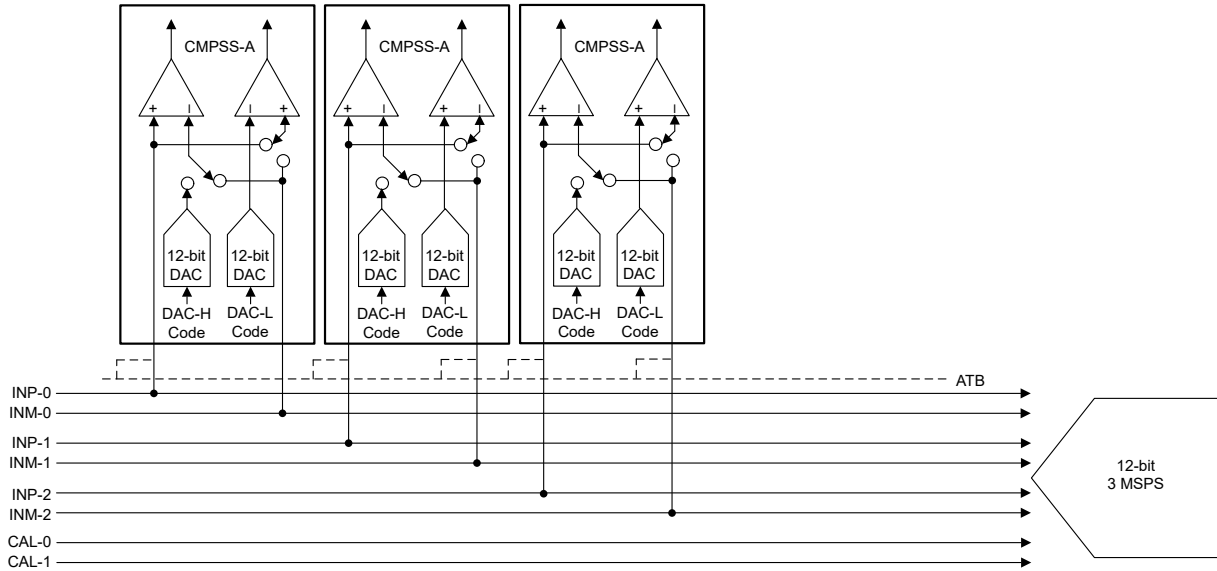 CMPSS-A
CMPSS-A
CMPSS-A
+ – – +
+ – + –
+ – + –
12-bit DAC
12-bit DAC
12-bit DAC
12-bit DAC
12-bit DAC
12-bit DAC
DAC-H Code
DAC-L Code
DAC-H Code
DAC-L Code
DAC-H Code
DAC-L Code
ATB
INP-0
INM-0
INP-1
INM-1
INP-2
INM-2
CAL-0
CAL-1
12-bit
3 MSPS